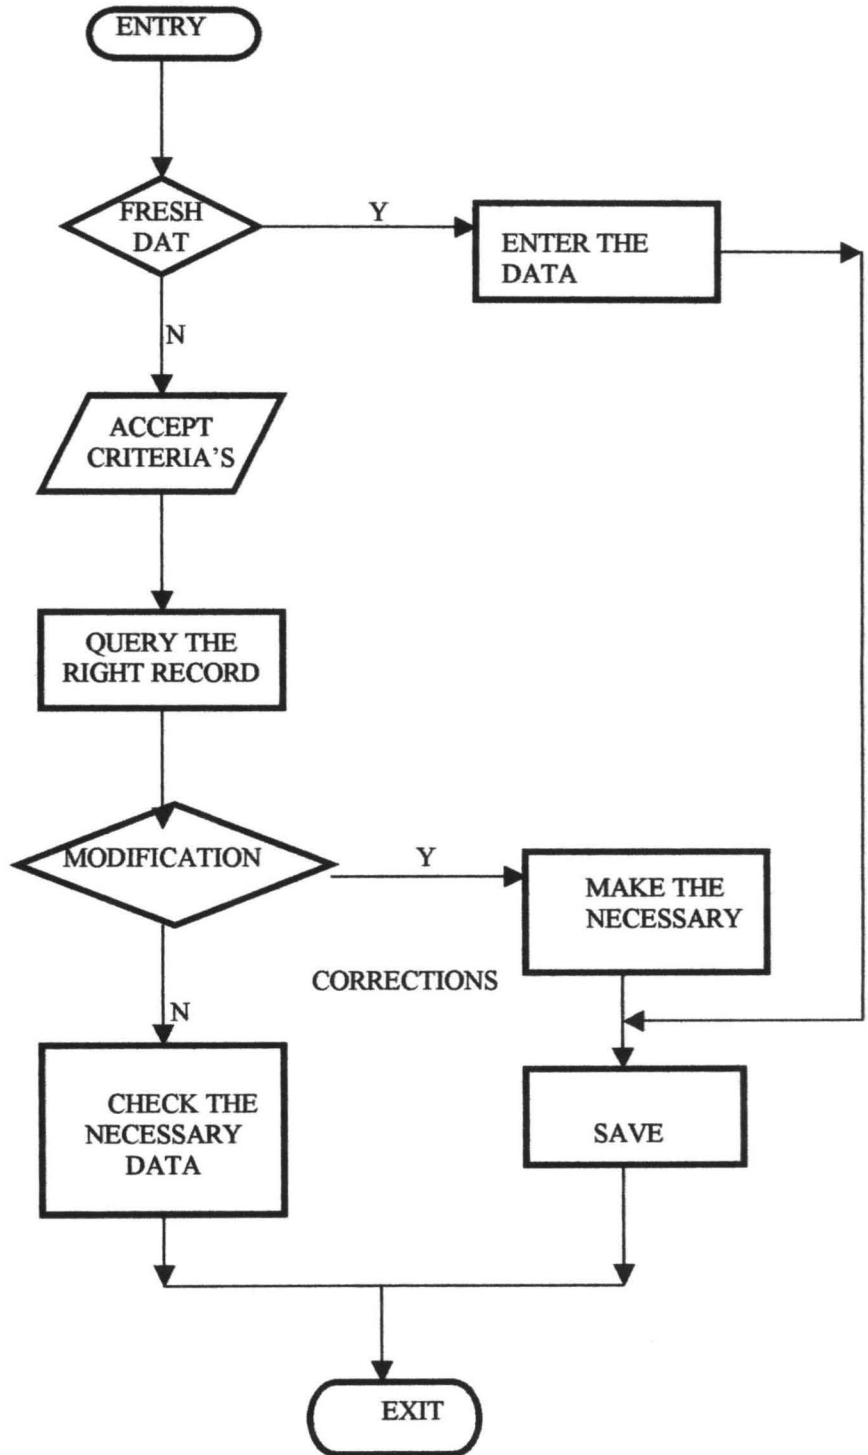 ENTRY
FRESH
DAT
Y
ENTER THE
DATA
N
ACCEPT
CRITERIA'S
QUERY THE
RIGHT RECORD
MODIFICATION
Y
MAKE THE
NECESSARY
CORRECTIONS
N
CHECK THE
NECESSARY
DATA
SAVE
EXIT